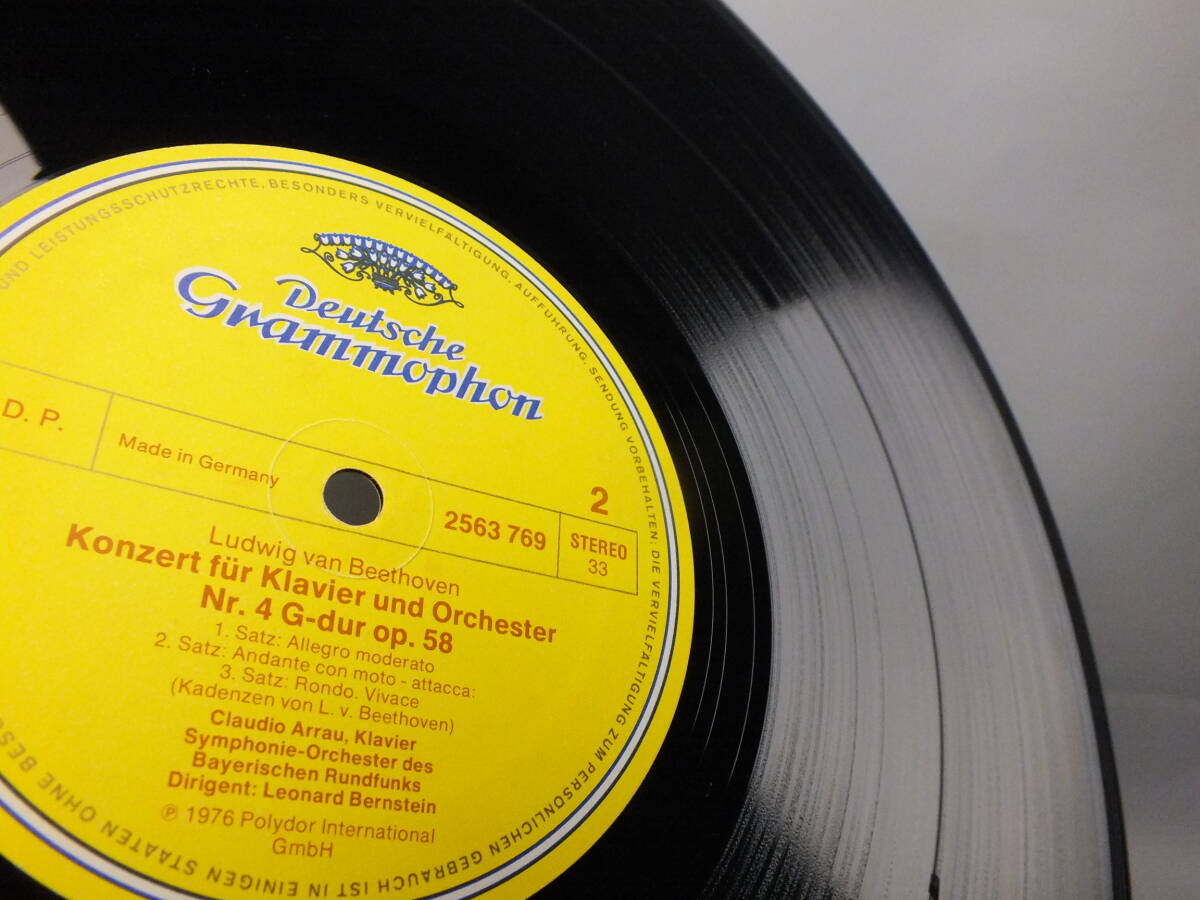 UND LEISTUNGSSCHUTZRECHTE, BESONDERS VERVIELFÄLTIGUNG, AUFFÜHRUNG, SENDUNG VORBEHALTEN; DIE VERVIELFÄLTIGUNG ZUM PERSÖNLICHEN GEBRAUCH IST IN EINIGEN STAATEN OHNE
Deutsche
Grammophon
D. P.
Made in Germany
2563 769
2
STEREO
33
Ludwig van Beethoven
Konzert für Klavier und Orchester
Nr. 4 G-dur op. 58
1. Satz: Allegro moderato
2. Satz: Andante con moto - attacca:
3. Satz: Rondo. Vivace
(Kadenzen von L. v. Beethoven)
Claudio Arrau, Klavier
Symphonie-Orchester des
Bayerischen Rundfunks
Dirigent: Leonard Bernstein
℗ 1976 Polydor International
GmbH